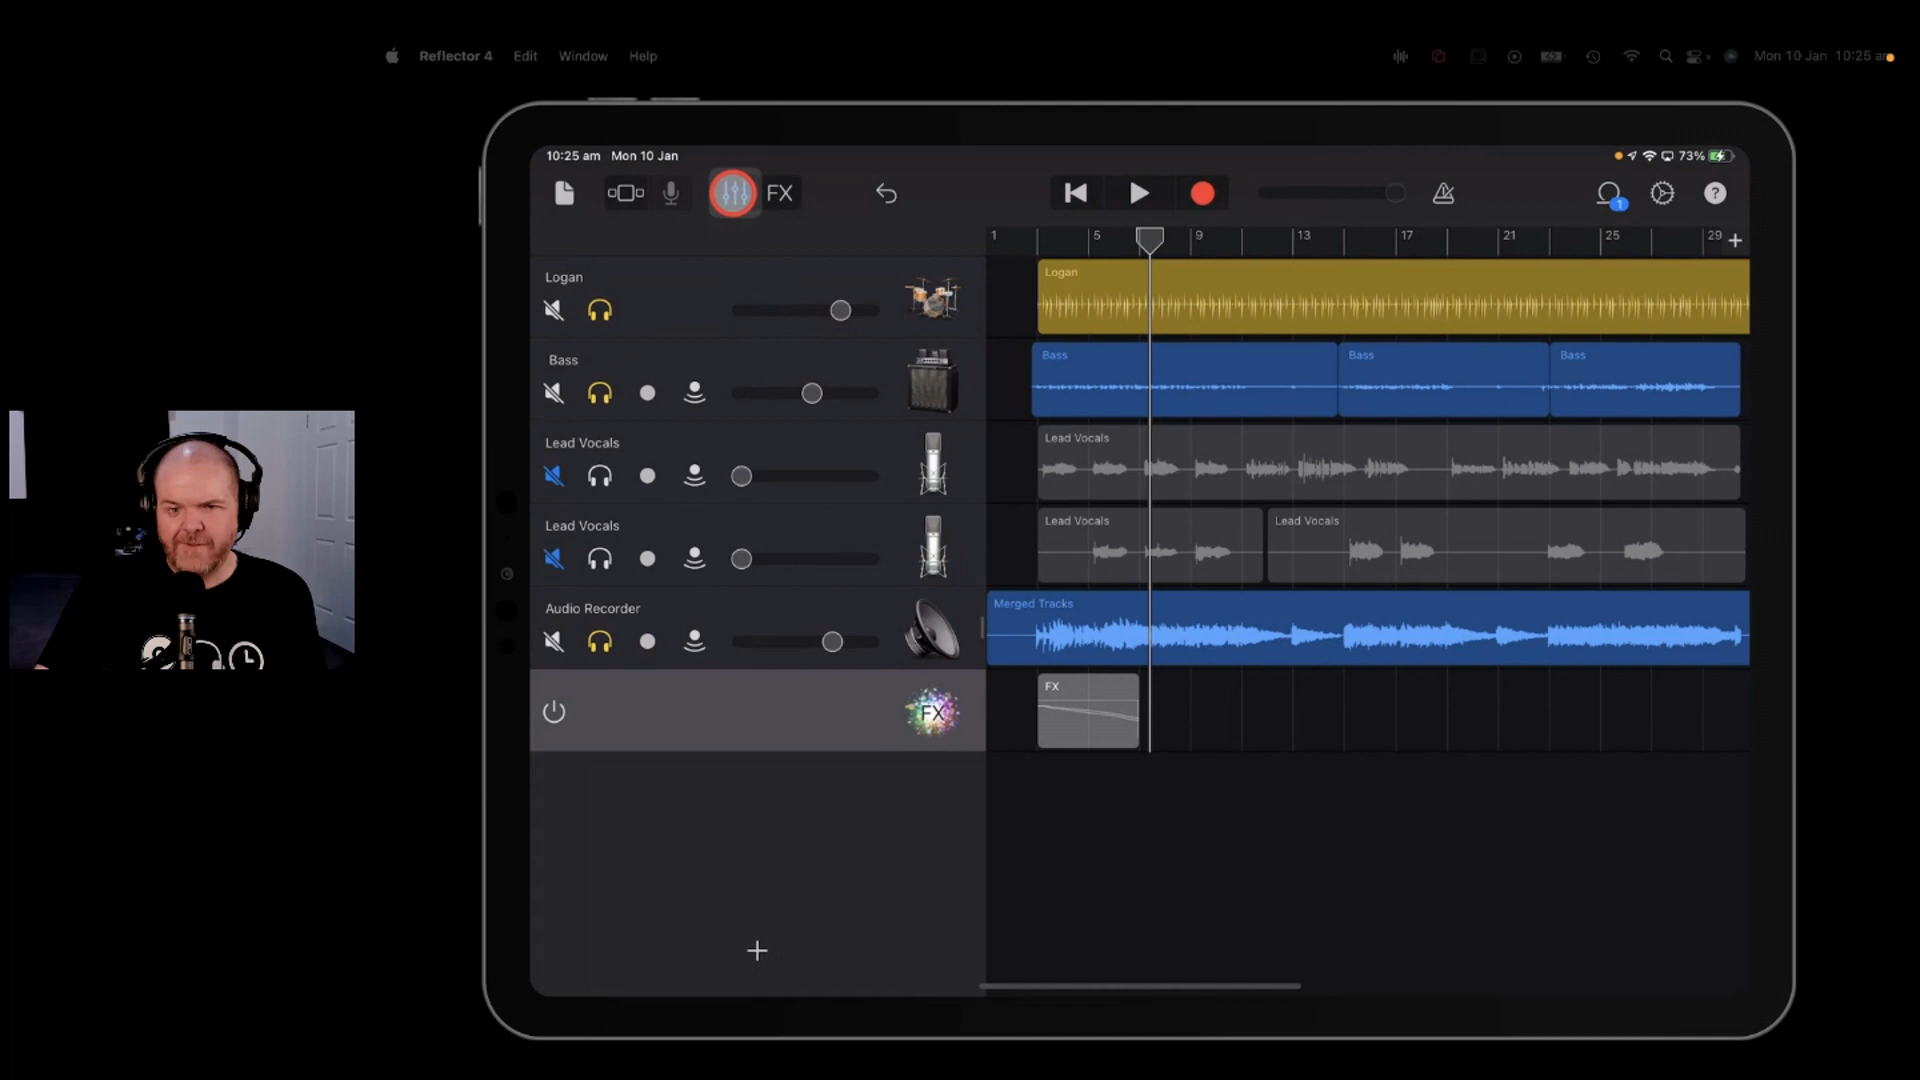 Reflector 4 Edit Window Help
Mon 10 Jan 10:25 am
10:25 am Mon 10 Jan
73%
FX
1
?
1 5 9 13 17 21 25 29
Logan
Logan
Bass
Bass Bass Bass
Lead Vocals
Lead Vocals
Lead Vocals
Lead Vocals Lead Vocals
Audio Recorder
Merged Tracks
FX
FX